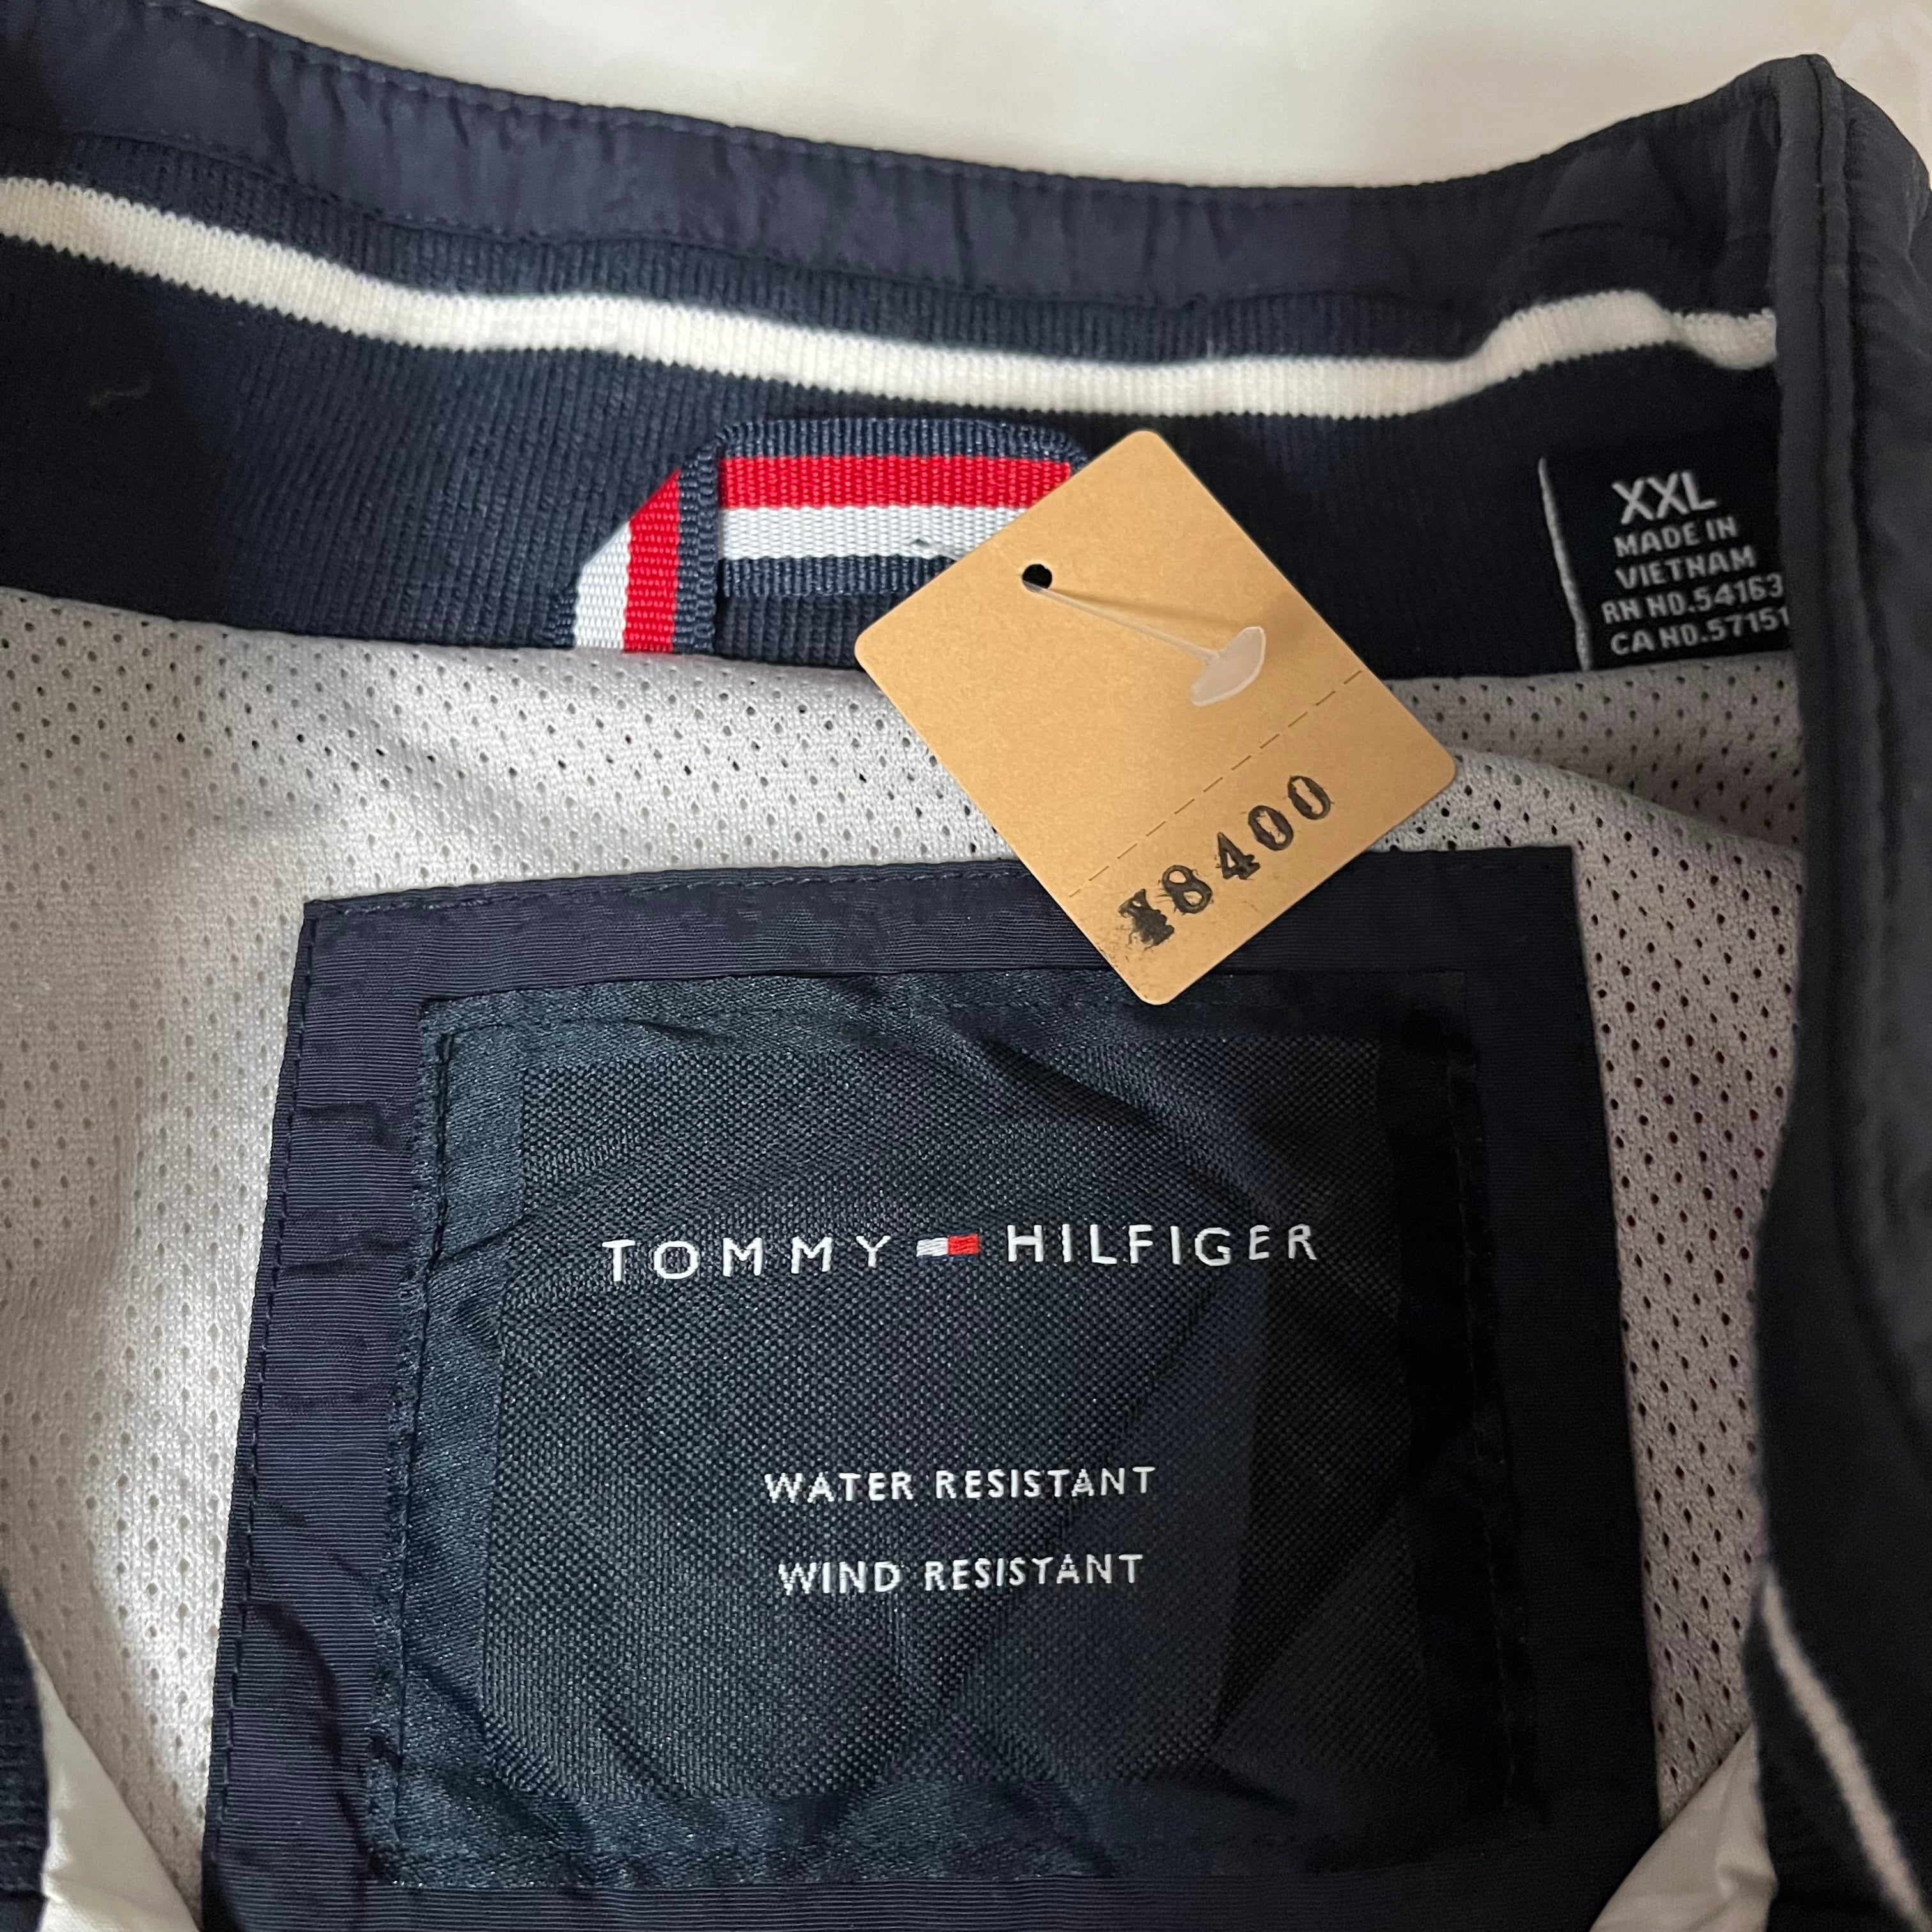 XXL
MADE IN
VIETNAM
RN NO.54163
CA NO.57151
¥8400
TOMMY HILFIGER
WATER RESISTANT
WIND RESISTANT